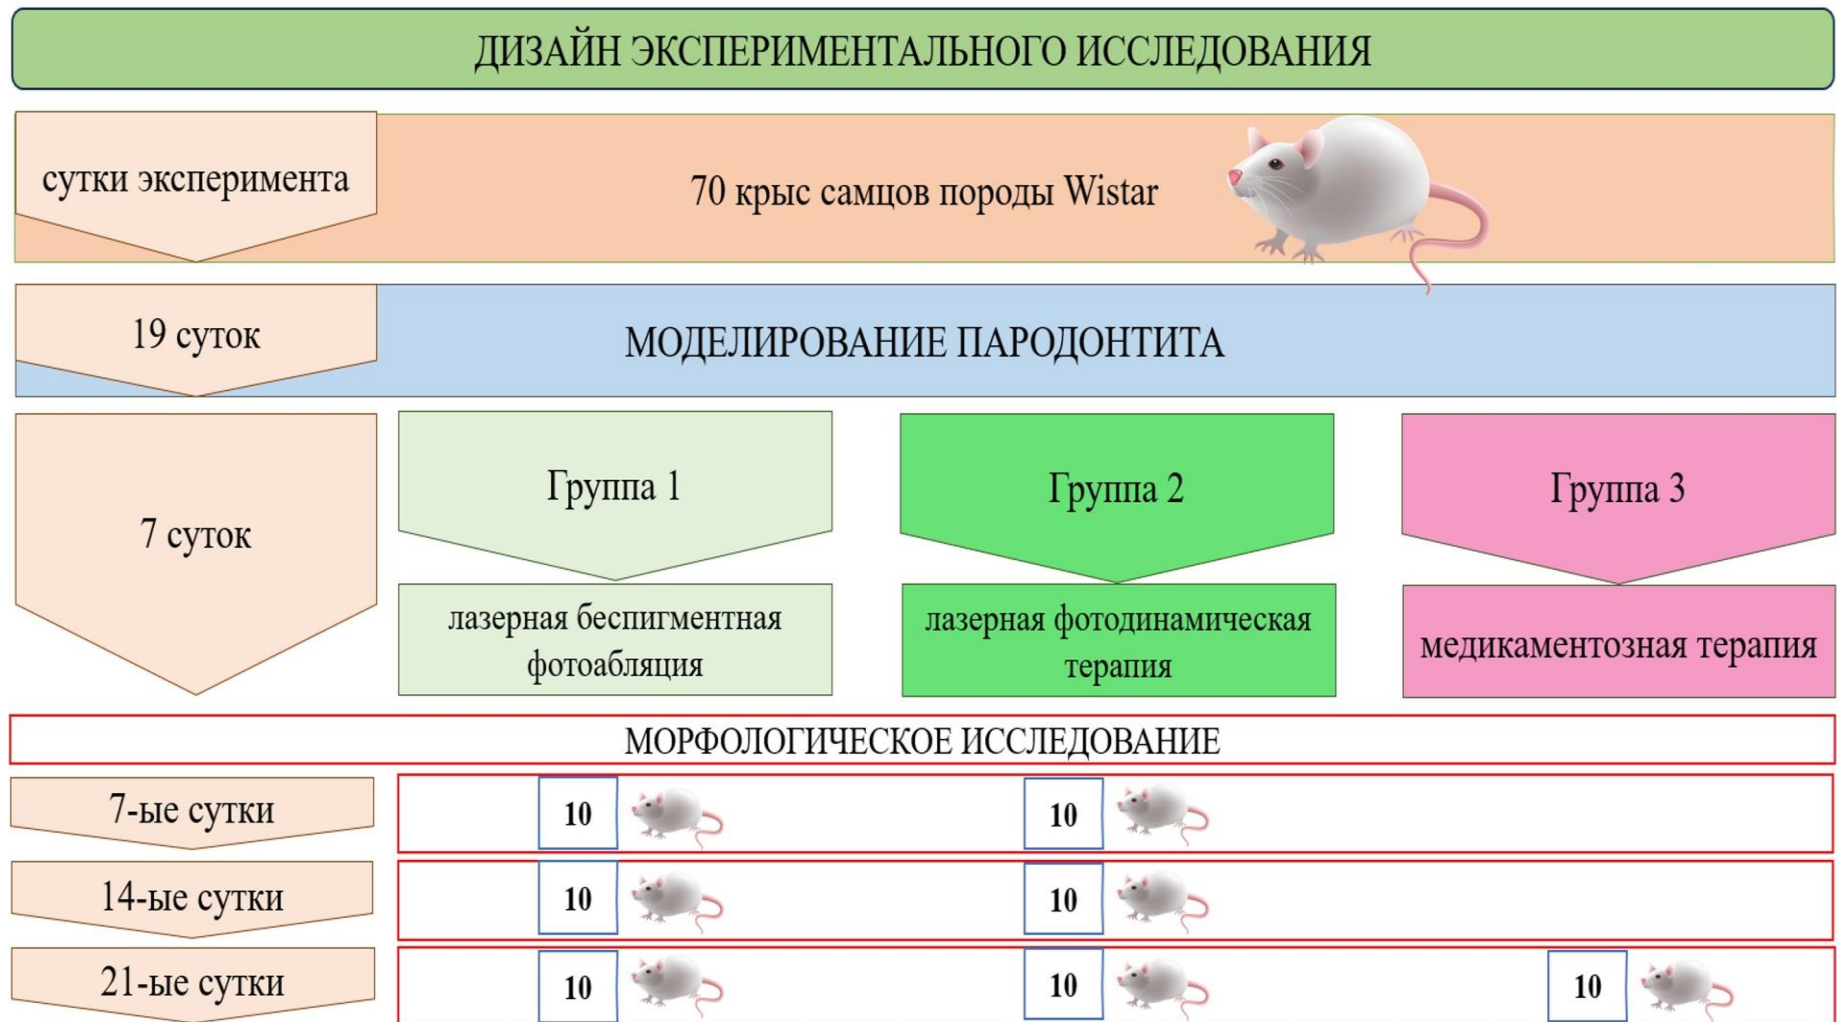 ДИЗАЙН ЭКСПЕРИМЕНТАЛЬНОГО ИССЛЕДОВАНИЯ
сутки эксперимента
70 крыс самцов породы Wistar
19 суток
МОДЕЛИРОВАНИЕ ПАРОДОНТИТА
7 суток
Группа 1
Группа 2
Группа 3
лазерная беспигментная
фотоабляция
лазерная фотодинамическая
терапия
медикаментозная терапия
МОРФОЛОГИЧЕСКОЕ ИССЛЕДОВАНИЕ
7-ые сутки
10
10
14-ые сутки
10
10
21-ые сутки
10
10
10